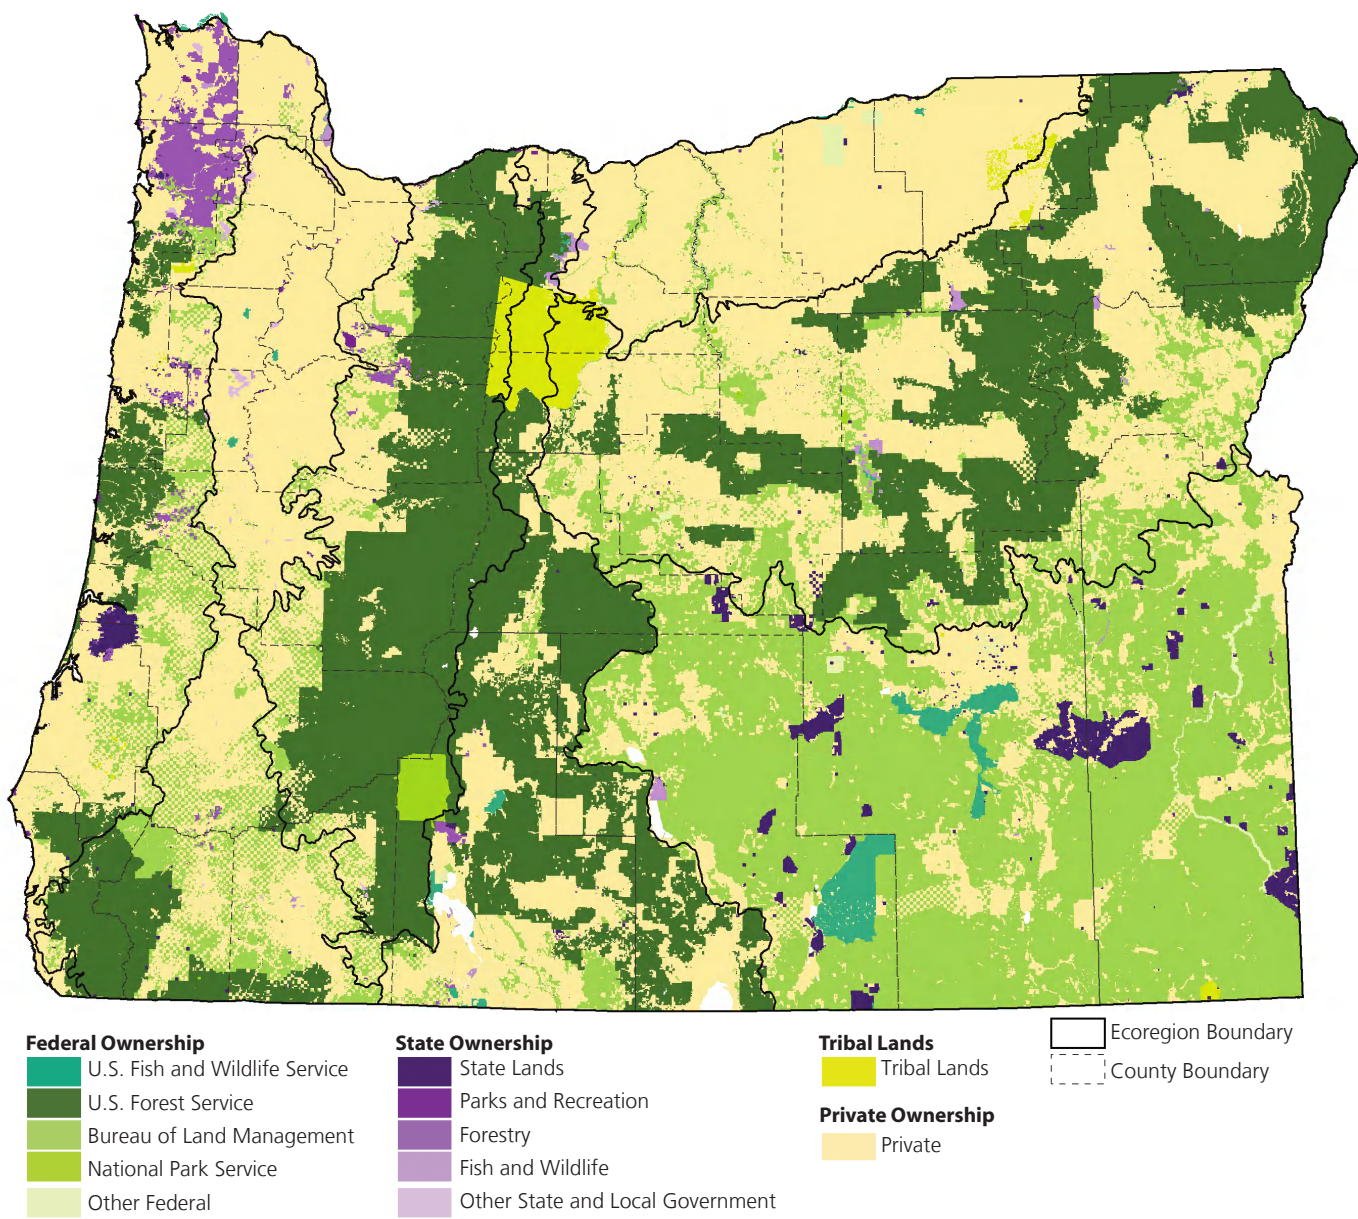 Federal Ownership
U.S. Fish and Wildlife Service
U.S. Forest Service
Bureau of Land Management
National Park Service
Other Federal
State Ownership
State Lands
Parks and Recreation
Forestry
Fish and Wildlife
Other State and Local Government
Tribal Lands
Tribal Lands
Private Ownership
Private
Ecoregion Boundary
County Boundary